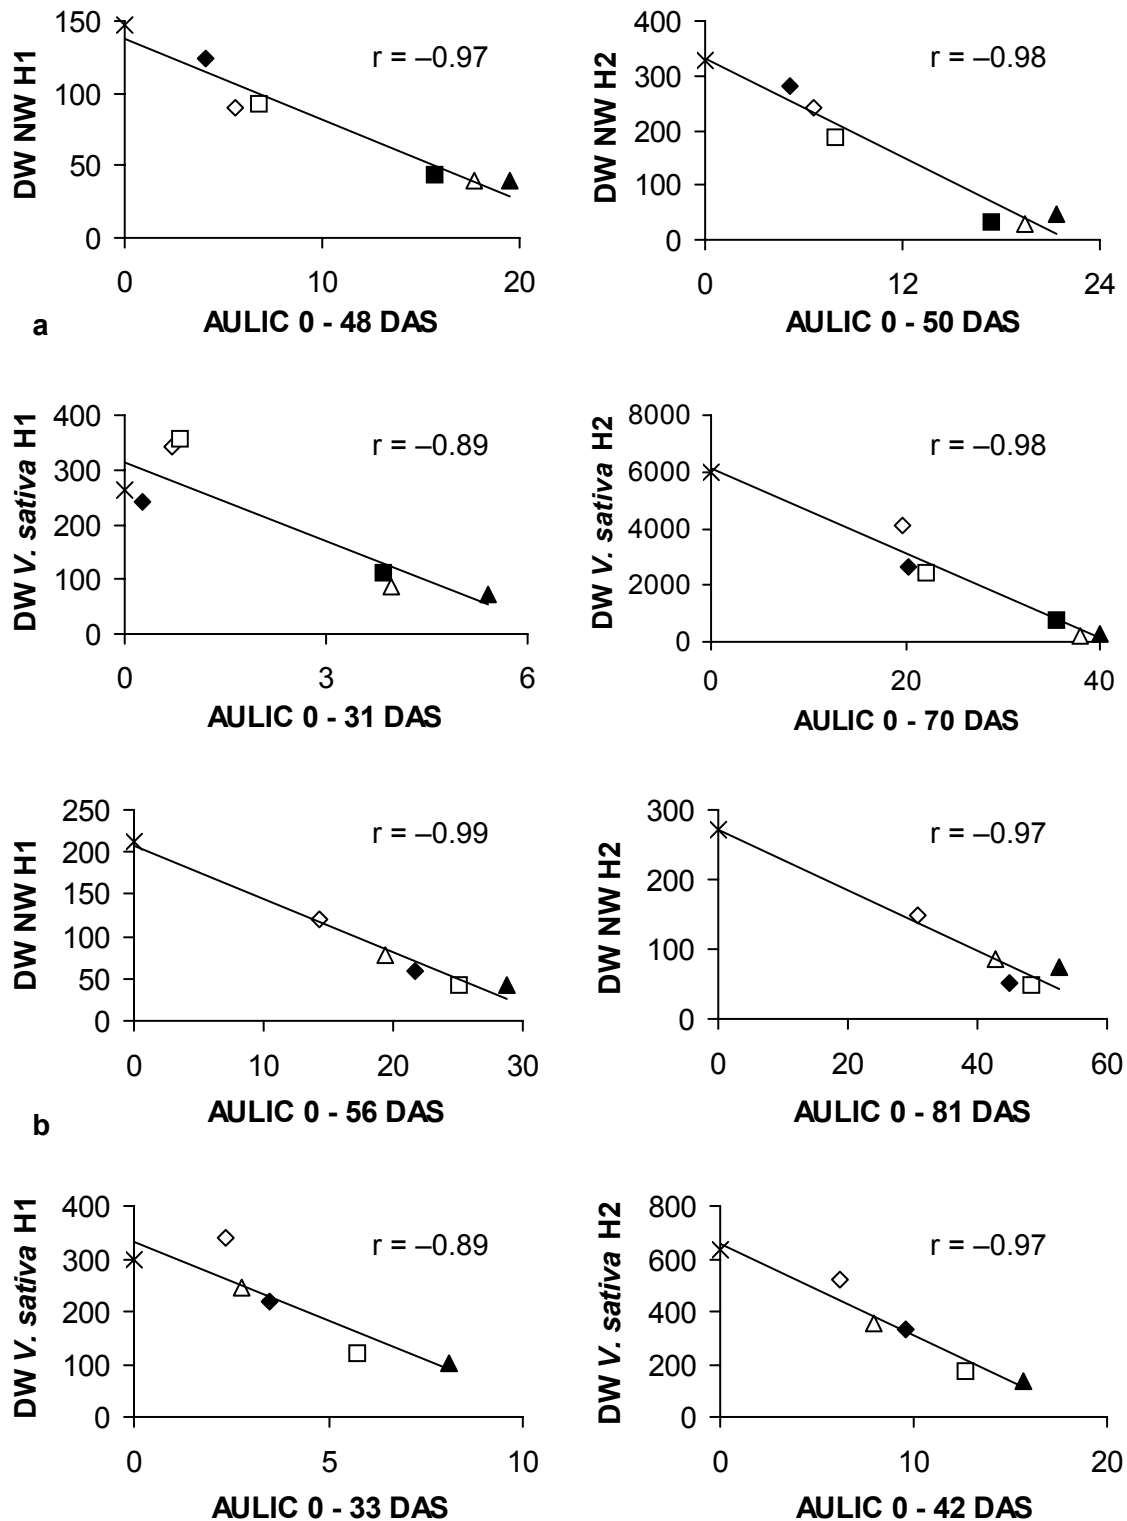 DW NW H1
150
100
50
0
r = –0.97
0 10 20
AULIC 0 - 48 DAS
DW NW H2
400
300
200
100
0
r = –0.98
0 12 24
AULIC 0 - 50 DAS
a
DW V. sativa H1
400
300
200
100
0
r = –0.89
0 3 6
AULIC 0 - 31 DAS
DW V. sativa H2
8000
6000
4000
2000
0
r = –0.98
0 20 40
AULIC 0 - 70 DAS
DW NW H1
250
200
150
100
50
0
r = –0.99
0 10 20 30
AULIC 0 - 56 DAS
DW NW H2
300
200
100
0
r = –0.97
0 20 40 60
AULIC 0 - 81 DAS
b
DW V. sativa H1
400
300
200
100
0
r = –0.89
0 5 10
AULIC 0 - 33 DAS
DW V. sativa H2
800
600
400
200
0
r = –0.97
0 10 20
AULIC 0 - 42 DAS